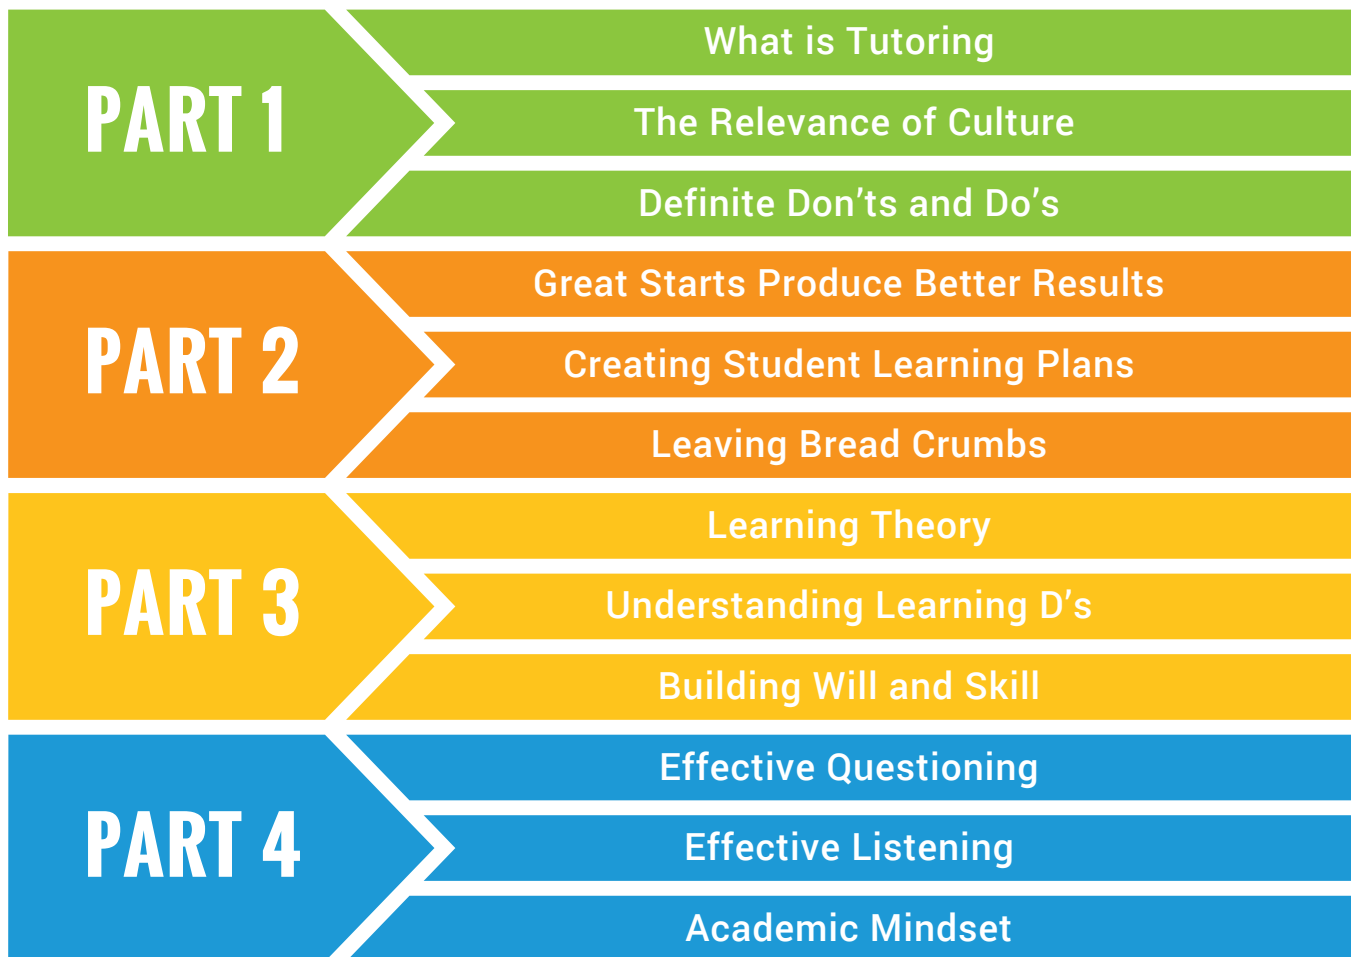 PART 1
What is Tutoring
The Relevance of Culture
Definite Don’ts and Do’s
PART 2
Great Starts Produce Better Results
Creating Student Learning Plans
Leaving Bread Crumbs
PART 3
Learning Theory
Understanding Learning D’s
Building Will and Skill
PART 4
Effective Questioning
Effective Listening
Academic Mindset